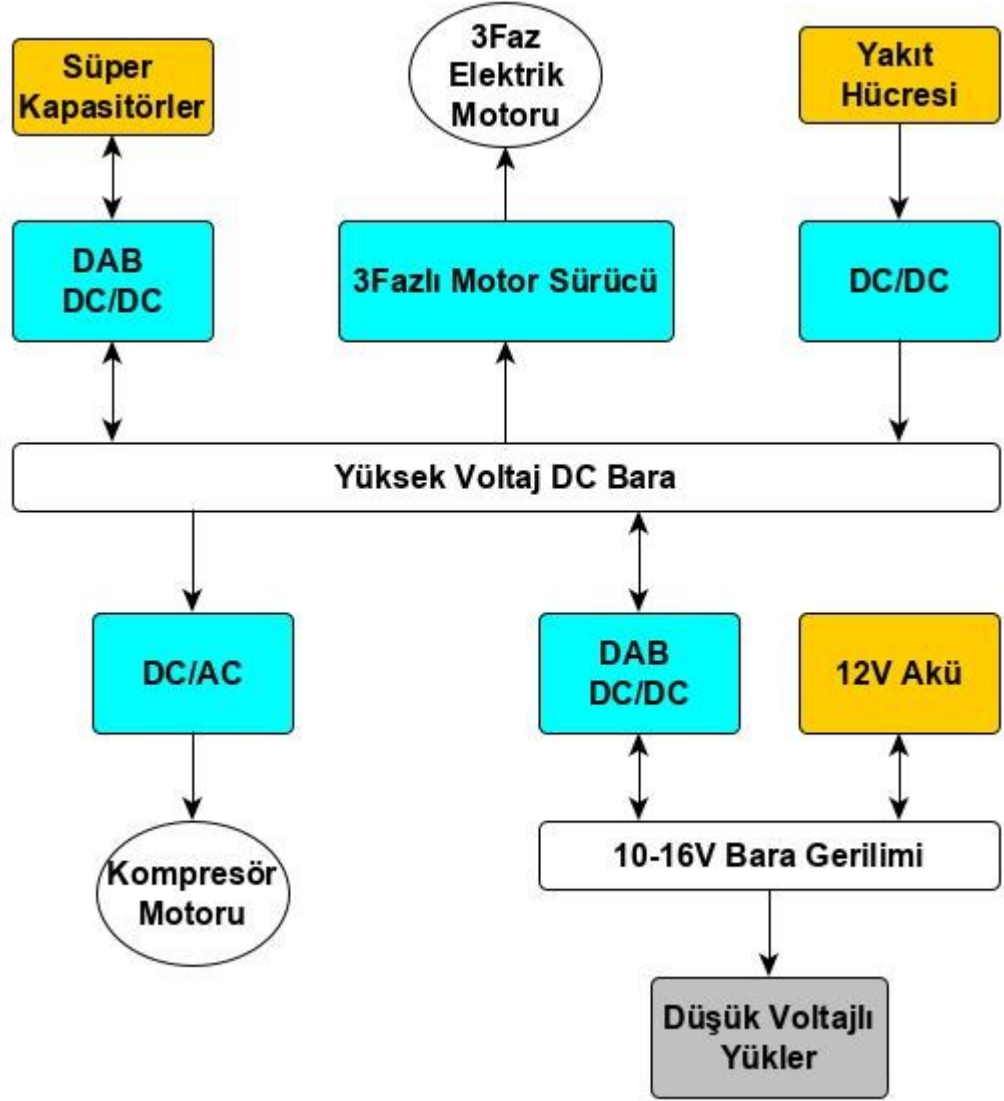 Süper
Kapasitörler
3Faz
Elektrik
Motoru
Yakıt
Hücresi
DAB
DC/DC
3Fazlı Motor Sürücü
DC/DC
Yüksek Voltaj DC Bara
DC/AC
DAB
DC/DC
12V Akü
Kompresör
Motoru
10-16V Bara Gerilimi
Düşük Voltajlı
Yükler